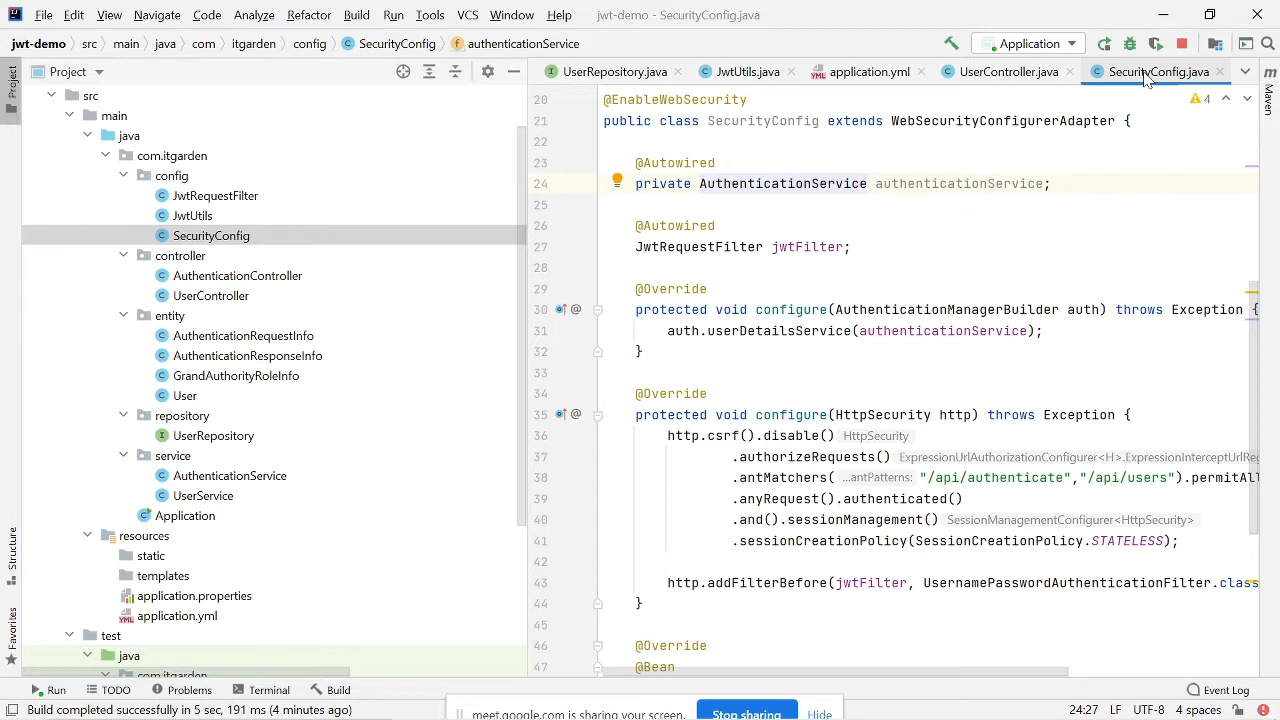 File Edit View Navigate Code Analyze Refactor Build Run Tools VCS Window Help jwt-demo - SecurityConfig.java
jwt-demo src main java com itgarden config SecurityConfig authenticationService Application
Project
UserRepository.java JwtUtils.java application.yml UserController.java SecurityConfig.java
Project
Structure
Favorites
src
main
java
com.itgarden
config
JwtRequestFilter
JwtUtils
SecurityConfig
controller
AuthenticationController
UserController
entity
AuthenticationRequestInfo
AuthenticationResponseInfo
GrandAuthorityRoleInfo
User
repository
UserRepository
service
AuthenticationService
UserService
Application
resources
static
templates
application.properties
application.yml
test
java
com.itgarden
20 @EnableWebSecurity
21 public class SecurityConfig extends WebSecurityConfigurerAdapter {
22
23 @Autowired
24 private AuthenticationService authenticationService;
25
26 @Autowired
27 JwtRequestFilter jwtFilter;
28
29 @Override
30 protected void configure(AuthenticationManagerBuilder auth) throws Exception {
31 auth.userDetailsService(authenticationService);
32 }
33
34 @Override
35 protected void configure(HttpSecurity http) throws Exception {
36 http.csrf().disable() HttpSecurity
37 .authorizeRequests() ExpressionUrlAuthorizationConfigurer<H>.ExpressionInterceptUrlReg
38 .antMatchers( ...antPatterns: "/api/authenticate","/api/users").permitAll
39 .anyRequest().authenticated()
40 .and().sessionManagement() SessionManagementConfigurer<HttpSecurity>
41 .sessionCreationPolicy(SessionCreationPolicy.STATELESS);
42
43 http.addFilterBefore(jwtFilter, UsernamePasswordAuthenticationFilter.class
44 }
45
46 @Override
47 @Bean
4
m
Maven
Run TODO Problems Terminal Build Event Log
Build completed successfully in 5 sec, 191 ms (4 minutes ago) 24:27 LF UTF-8 4 spaces
meet.google.com is sharing your screen. Stop sharing Hide